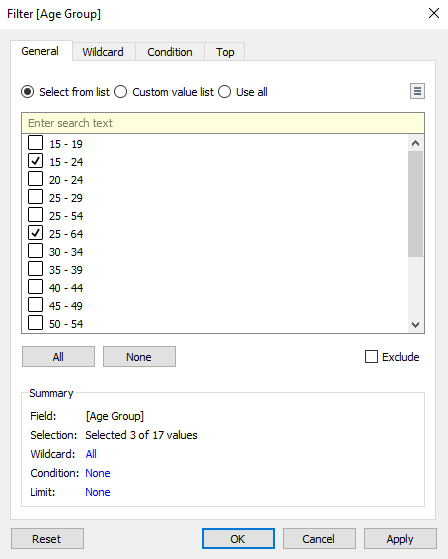 Filter [Age Group]
General Wildcard Condition Top
Select from list Custom value list Use all
Enter search text
15 - 19
15 - 24
20 - 24
25 - 29
25 - 54
25 - 64
30 - 34
35 - 39
40 - 44
45 - 49
50 - 54
All None Exclude
Summary
Field: [Age Group]
Selection: Selected 3 of 17 values
Wildcard: All
Condition: None
Limit: None
Reset OK Cancel Apply